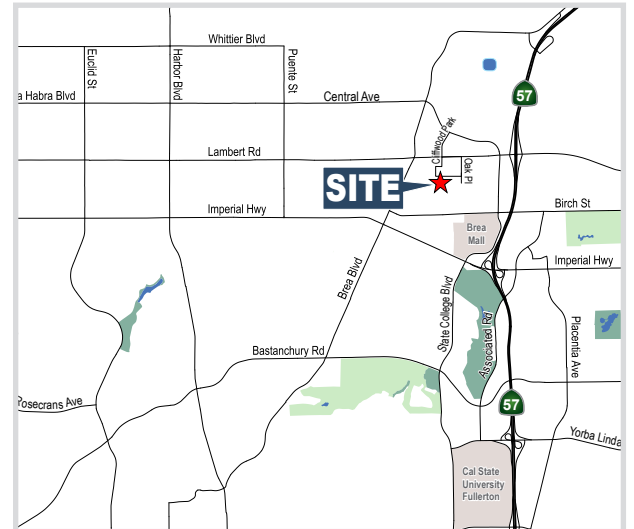 Whittier Blvd
Euclid St
Harbor Blvd
Puente St
57
a Habra Blvd
Central Ave
Cliffwood Park
Lambert Rd
Oak Pl
SITE
Imperial Hwy
Birch St
Brea
Mall
Imperial Hwy
Brea Blvd
State College Blvd
Associated Rd
Placentia Ave
Bastanchury Rd
Rosecrans Ave
57
Yorba Linda
Cal State
University
Fullerton